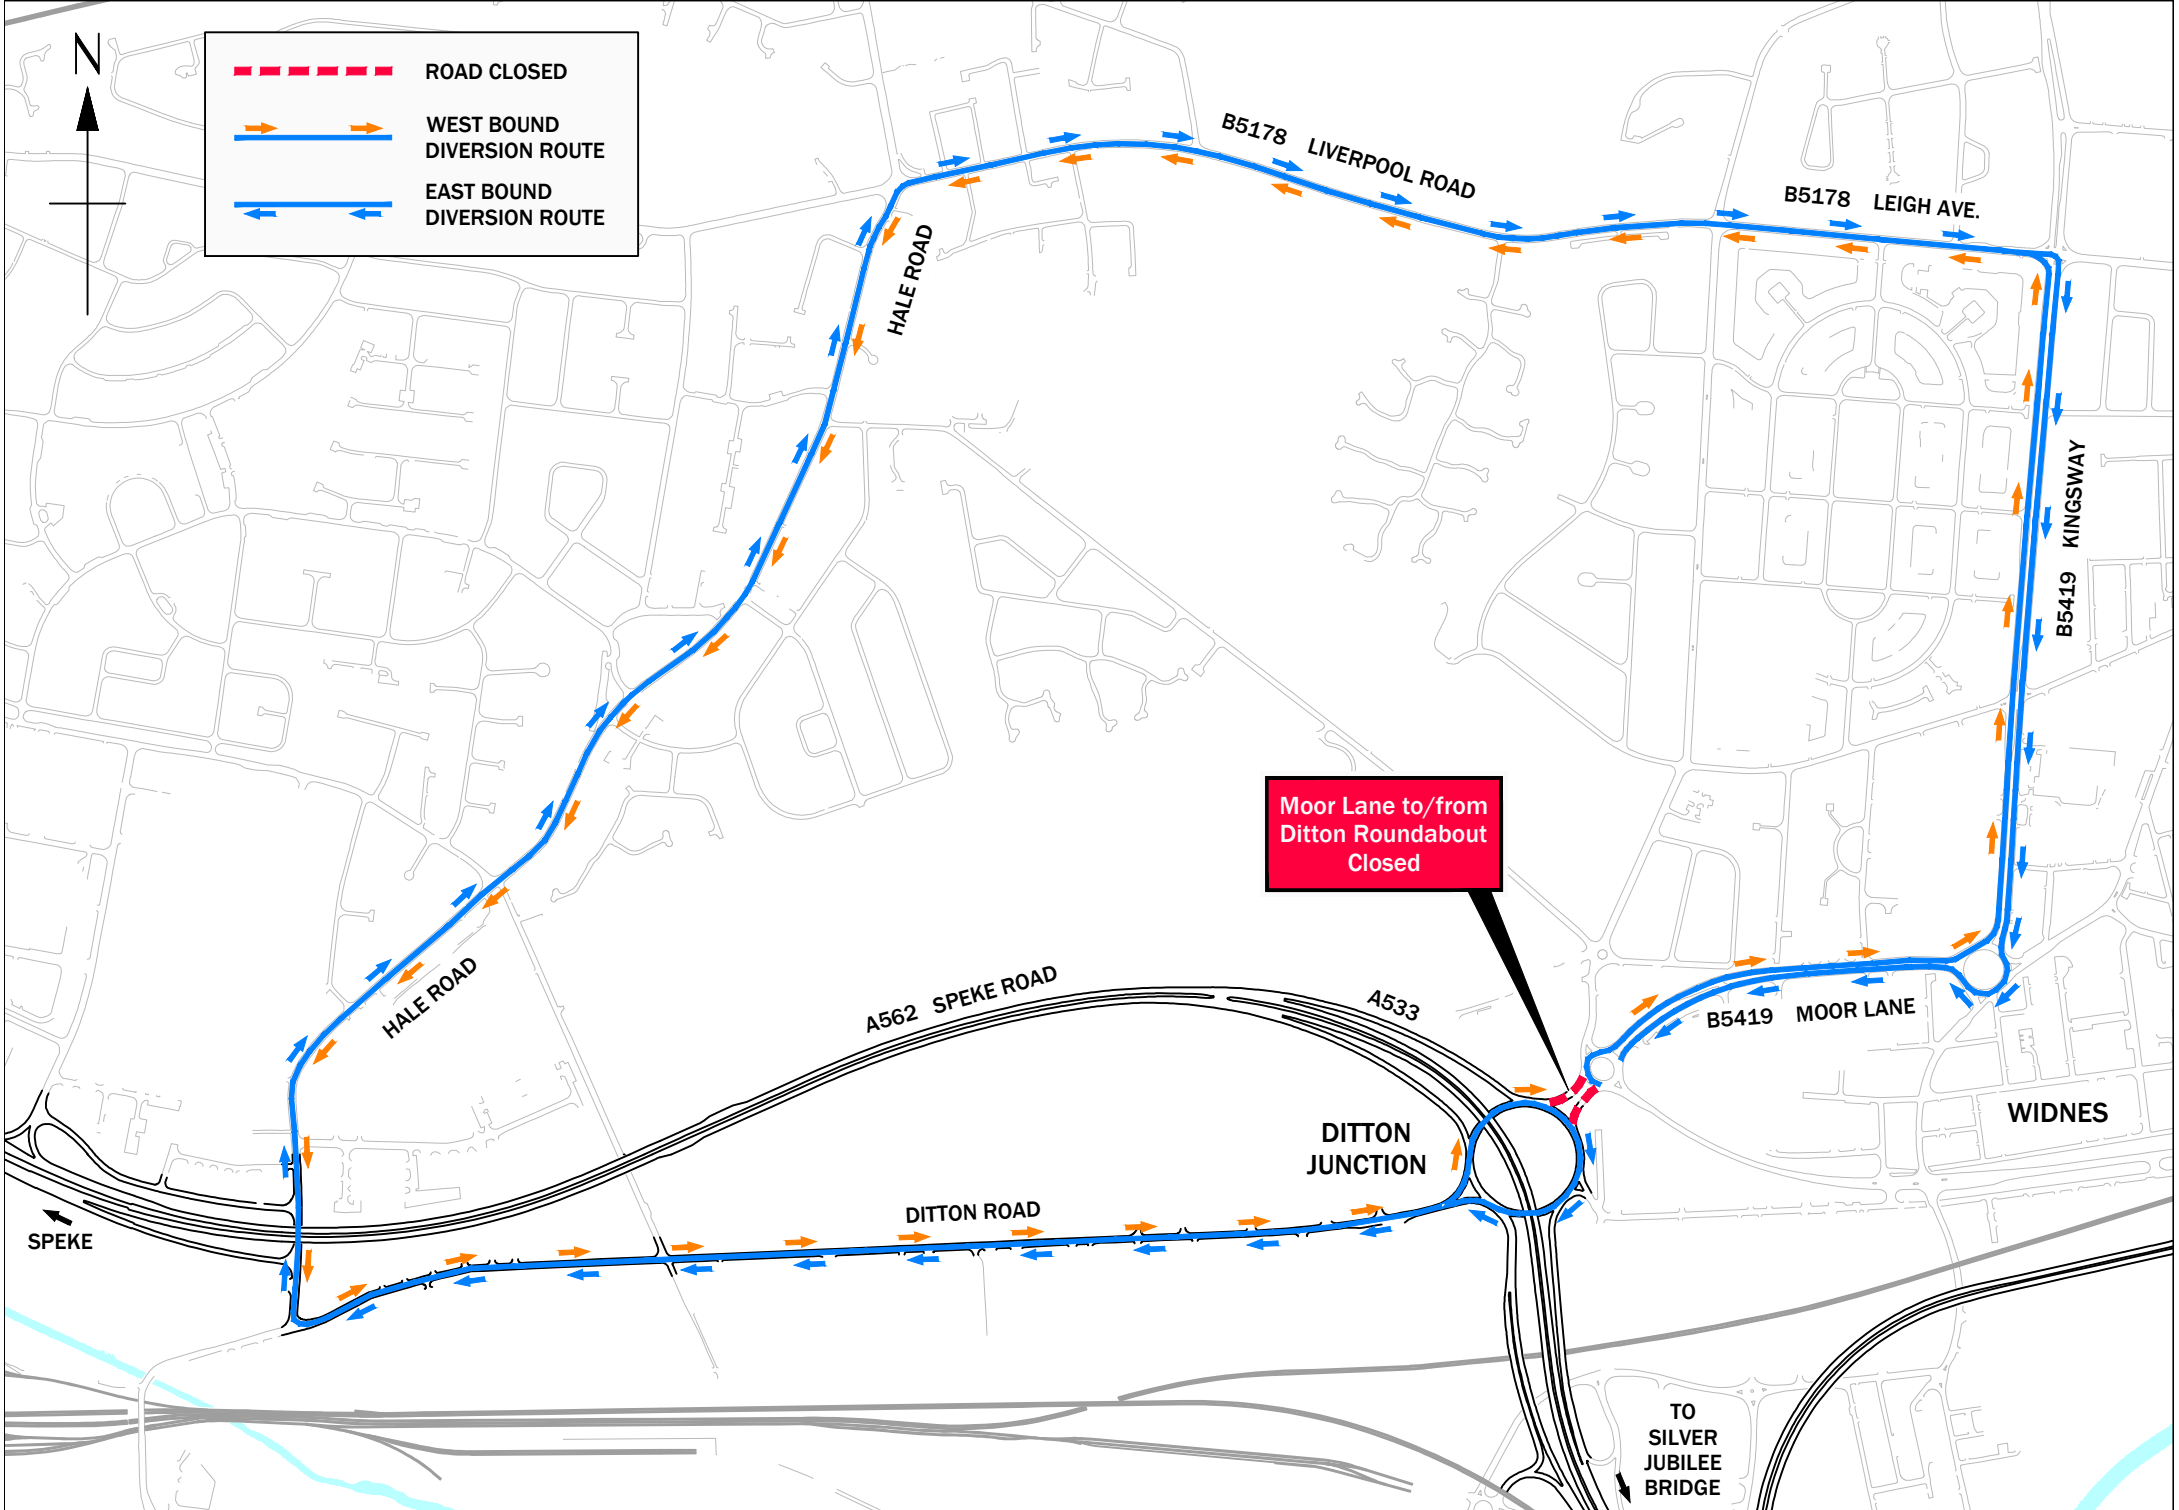 N
ROAD CLOSED
WEST BOUND
DIVERSION ROUTE
EAST BOUND
DIVERSION ROUTE
B5178 LIVERPOOL ROAD
B5178 LEIGH AVE.
HALE ROAD
B5419 KINGSWAY
Moor Lane to/from
Ditton Roundabout
Closed
HALE ROAD
A562 SPEKE ROAD
A533
B5419 MOOR LANE
WIDNES
DITTON
JUNCTION
DITTON ROAD
SPEKE
TO
SILVER
JUBILEE
BRIDGE